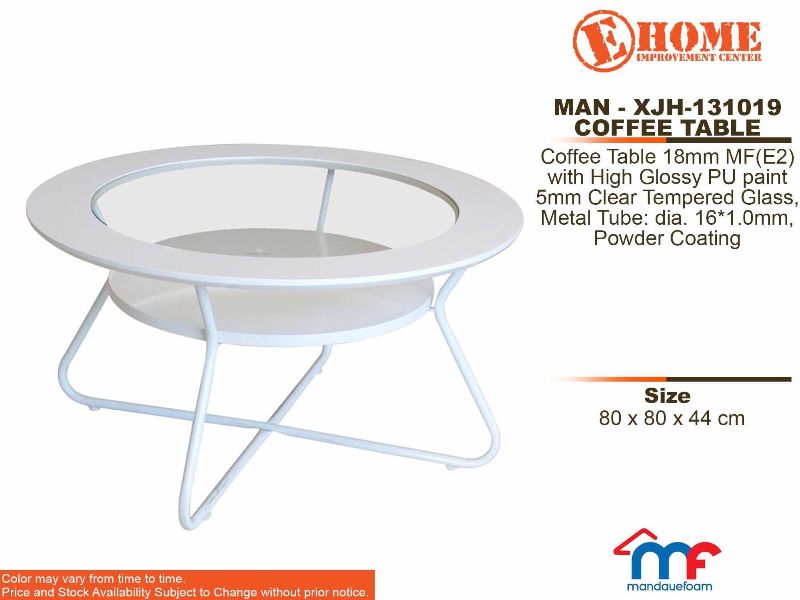 E HOME
IMPROVEMENT CENTER
MAN - XJH-131019
COFFEE TABLE
Coffee Table 18mm MF(E2)
with High Glossy PU paint
5mm Clear Tempered Glass,
Metal Tube: dia. 16*1.0mm,
Powder Coating
Size
80 x 80 x 44 cm
mf
mandauefoam
Color may vary from time to time.
Price and Stock Availability Subject to Change without prior notice.